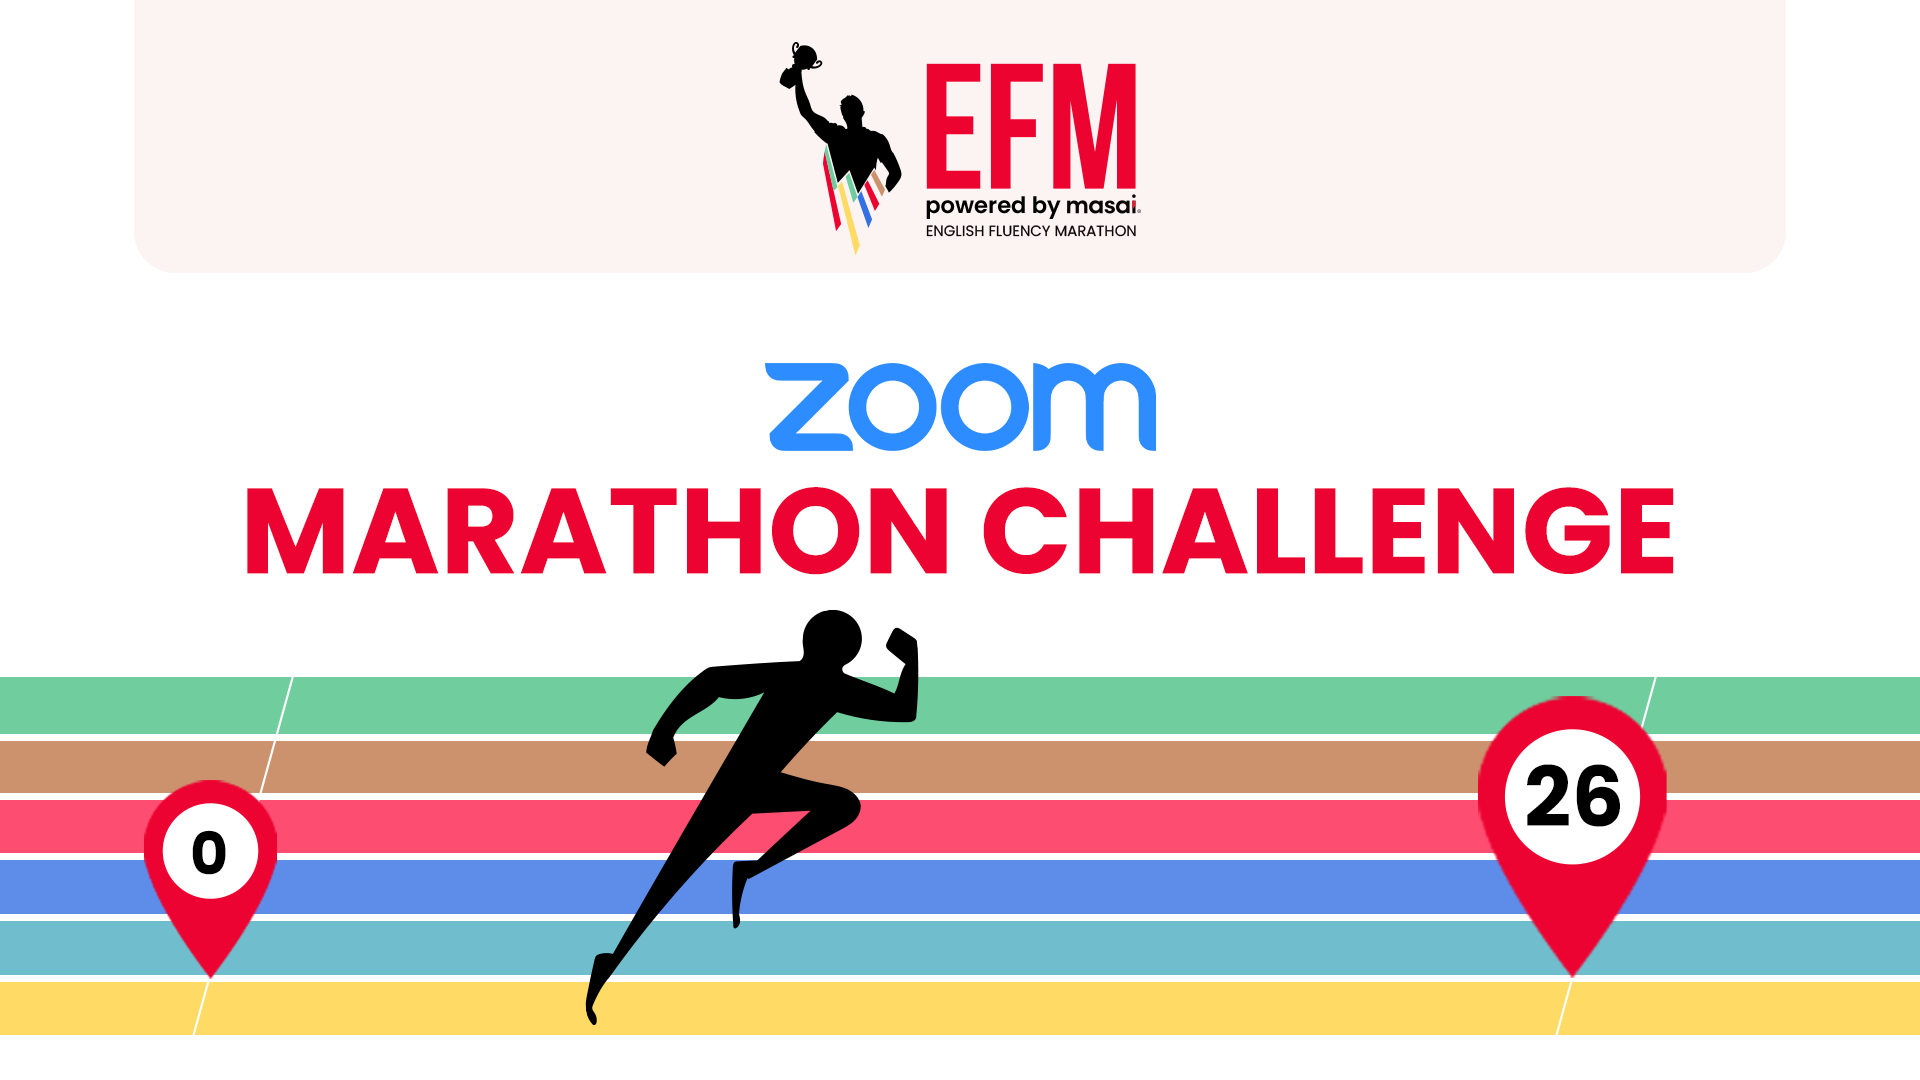 EFM
powered by masai.
ENGLISH FLUENCY MARATHON
zoom
MARATHON CHALLENGE
0
26